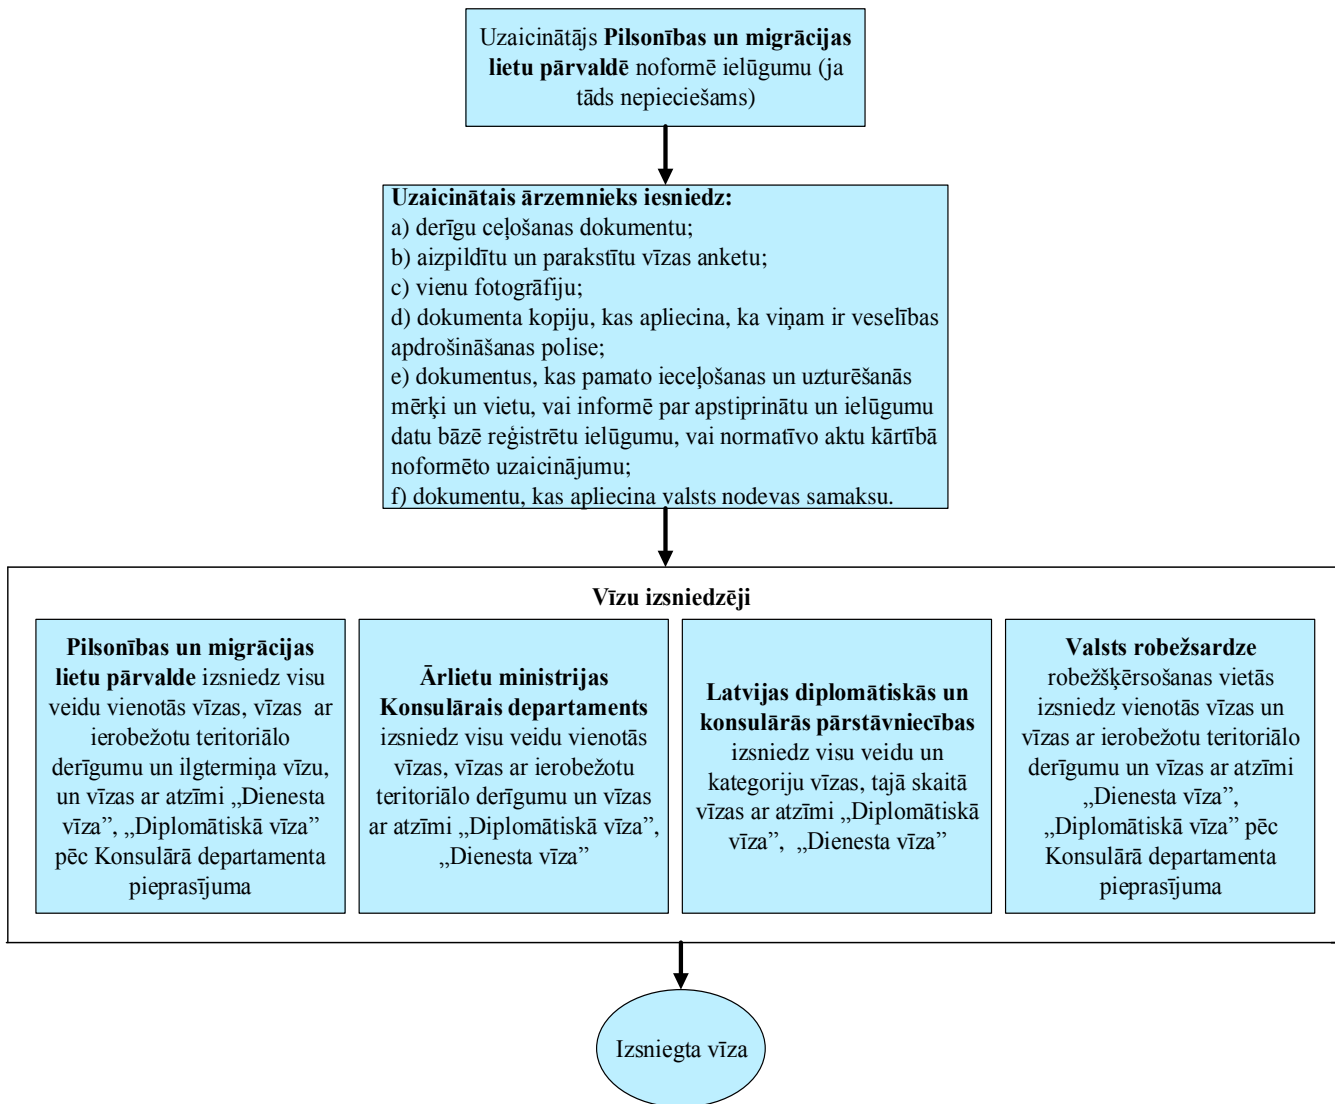 Uzaicinātājs Pilsonības un migrācijas
lietu pārvaldē noformē ielūgumu (ja
tāds nepieciešams)
Uzaicinātais ārzemnieks iesniedz:
a) derīgu ceļošanas dokumentu;
b) aizpildītu un parakstītu vīzas anketu;
c) vienu fotogrāfiju;
d) dokumenta kopiju, kas apliecina, ka viņam ir veselības
apdrošināšanas polise;
e) dokumentus, kas pamato ieceļošanas un uzturēšanās
mērķi un vietu, vai informē par apstiprinātu un ielūgumu
datu bāzē reģistrētu ielūgumu, vai normatīvo aktu kārtībā
noformēto uzaicinājumu;
f) dokumentu, kas apliecina valsts nodevas samaksu.
Vīzu izsniedzēji
Pilsonības un migrācijas
lietu pārvalde izsniedz visu
veidu vienotās vīzas, vīzas ar
ierobežotu teritoriālo
derīgumu un ilgtermiņa vīzu,
un vīzas ar atzīmi „Dienesta
vīza”, „Diplomātiskā vīza”
pēc Konsulārā departamenta
pieprasījuma
Ārlietu ministrijas
Konsulārais departaments
izsniedz visu veidu vienotās
vīzas, vīzas ar ierobežotu
teritoriālo derīgumu un vīzas
ar atzīmi „Diplomātiskā vīza”,
„Dienesta vīza”
Latvijas diplomātiskās un
konsulārās pārstāvniecības
izsniedz visu veidu un
kategoriju vīzas, tajā skaitā
vīzas ar atzīmi „Diplomātiskā
vīza”, „Dienesta vīza”
Valsts robežsardze
robežšķērsošanas vietās
izsniedz vienotās vīzas un
vīzas ar ierobežotu teritoriālo
derīgumu un vīzas ar atzīmi
„Dienesta vīza”,
„Diplomātiskā vīza” pēc
Konsulārā departamenta
pieprasījuma
Izsniegta vīza